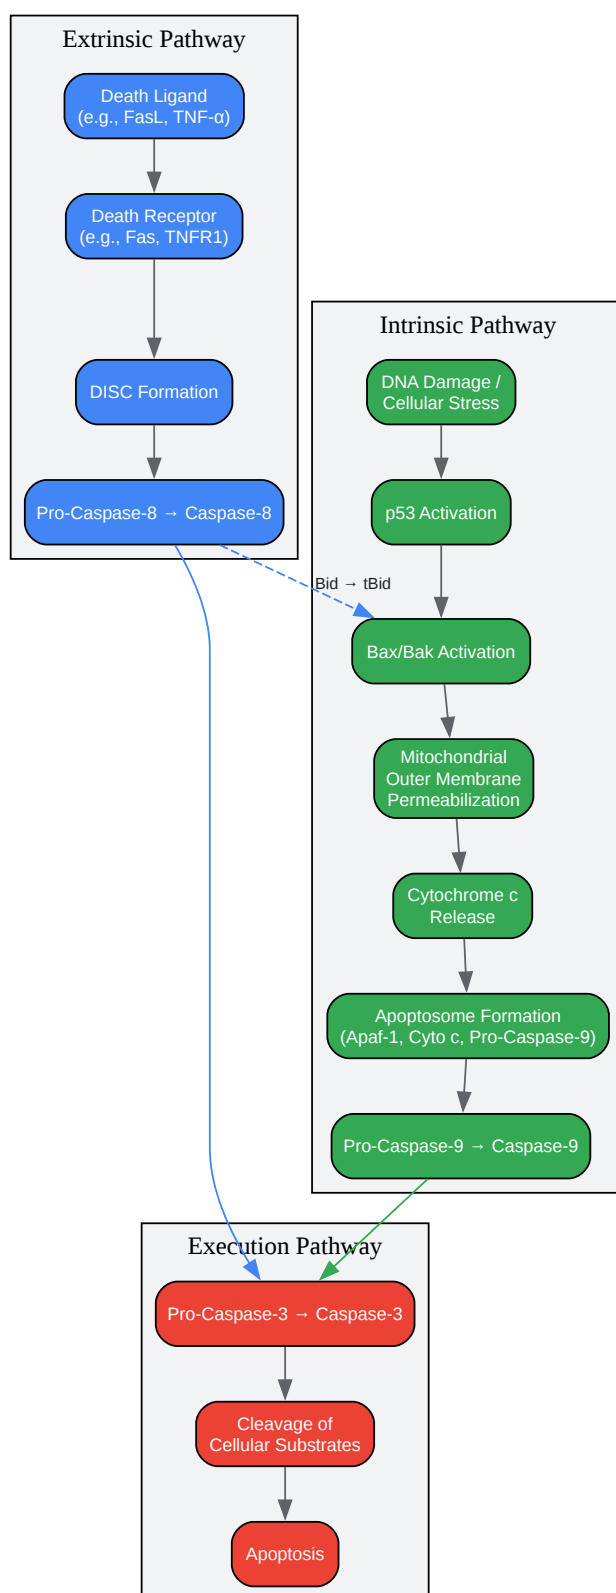 Extrinsic Pathway
Death Ligand
(e.g., FasL, TNF-α)
Death Receptor
(e.g., Fas, TNFR1)
DISC Formation
Pro-Caspase-8 → Caspase-8
Bid → tBid
Intrinsic Pathway
DNA Damage /
Cellular Stress
p53 Activation
Bax/Bak Activation
Mitochondrial
Outer Membrane
Permeabilization
Cytochrome c
Release
Apoptosome Formation
(Apaf-1, Cyto c, Pro-Caspase-9)
Pro-Caspase-9 → Caspase-9
Execution Pathway
Pro-Caspase-3 → Caspase-3
Cleavage of
Cellular Substrates
Apoptosis